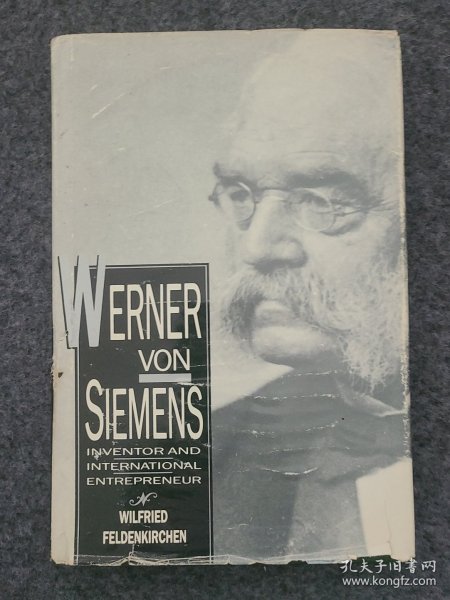 WERNER
VON
SIEMENS
INVENTOR AND
INTERNATIONAL
ENTREPRENEUR
WILFRIED
FELDENKIRCHEN
孔夫子旧书网
www.kongfz.com